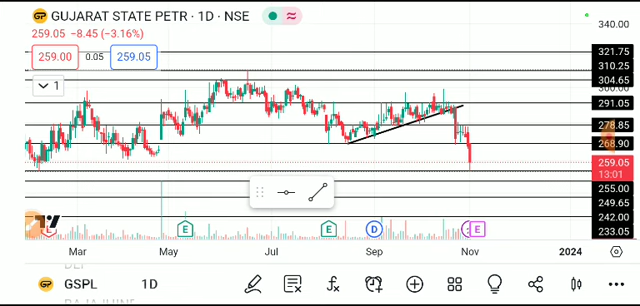 GUJARAT STATE PETR · 1D · NSE
259.05 −8.45 (−3.16%)
259.00 0.05 259.05
1
340.00
321.75
310.25
304.65
291.05
278.85
268.90
259.05
13:01
255.00
249.65
242.00
233.05
E E D E
Mar May Jul Sep Nov 2024
GSPL 1D